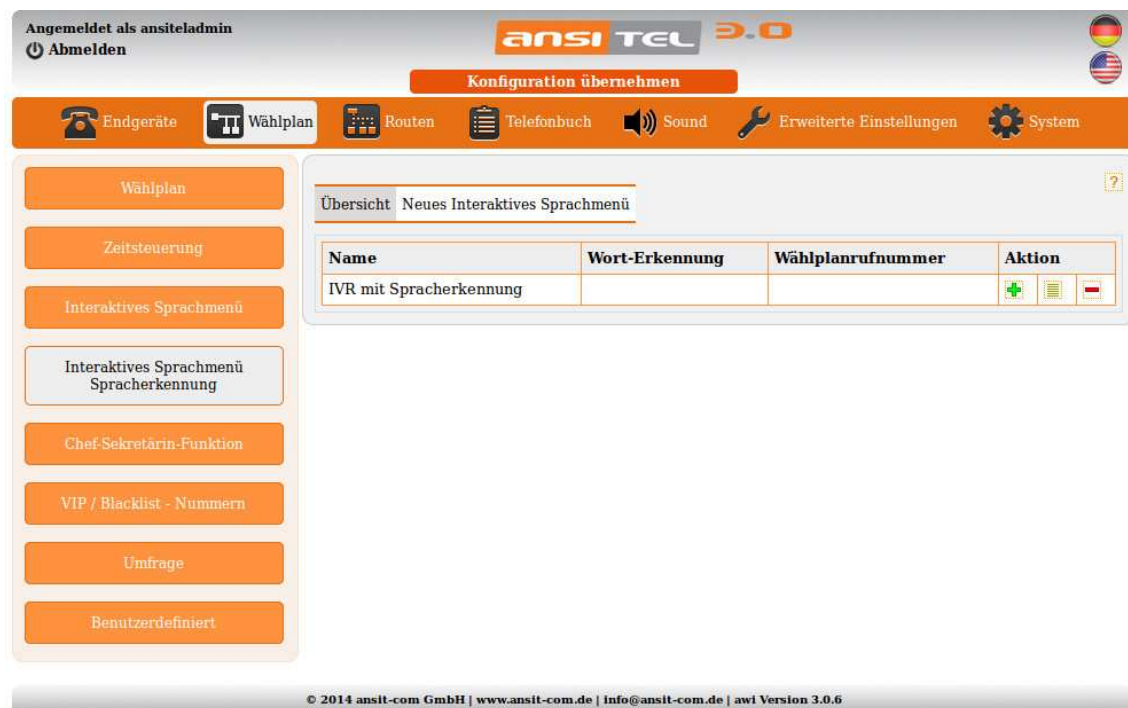 Angemeldet als ansiteladmin
Abmelden
ansi TEL 3.0
Konfiguration übernehmen
Endgeräte
Wählplan
Routen
Telefonbuch
Sound
Erweiterte Einstellungen
System
Wählplan
Zeitsteuerung
Interaktives Sprachmenü
Interaktives Sprachmenü
Spracherkennung
Chef-Sekretärin-Funktion
VIP / Blacklist - Nummern
Umfrage
Benutzerdefiniert
?
Übersicht Neues Interaktives Sprachmenü
Name Wort-Erkennung Wählplanrufnummer Aktion
IVR mit Spracherkennung
© 2014 ansit-com GmbH | www.ansit-com.de | info@ansit-com.de | awi Version 3.0.6